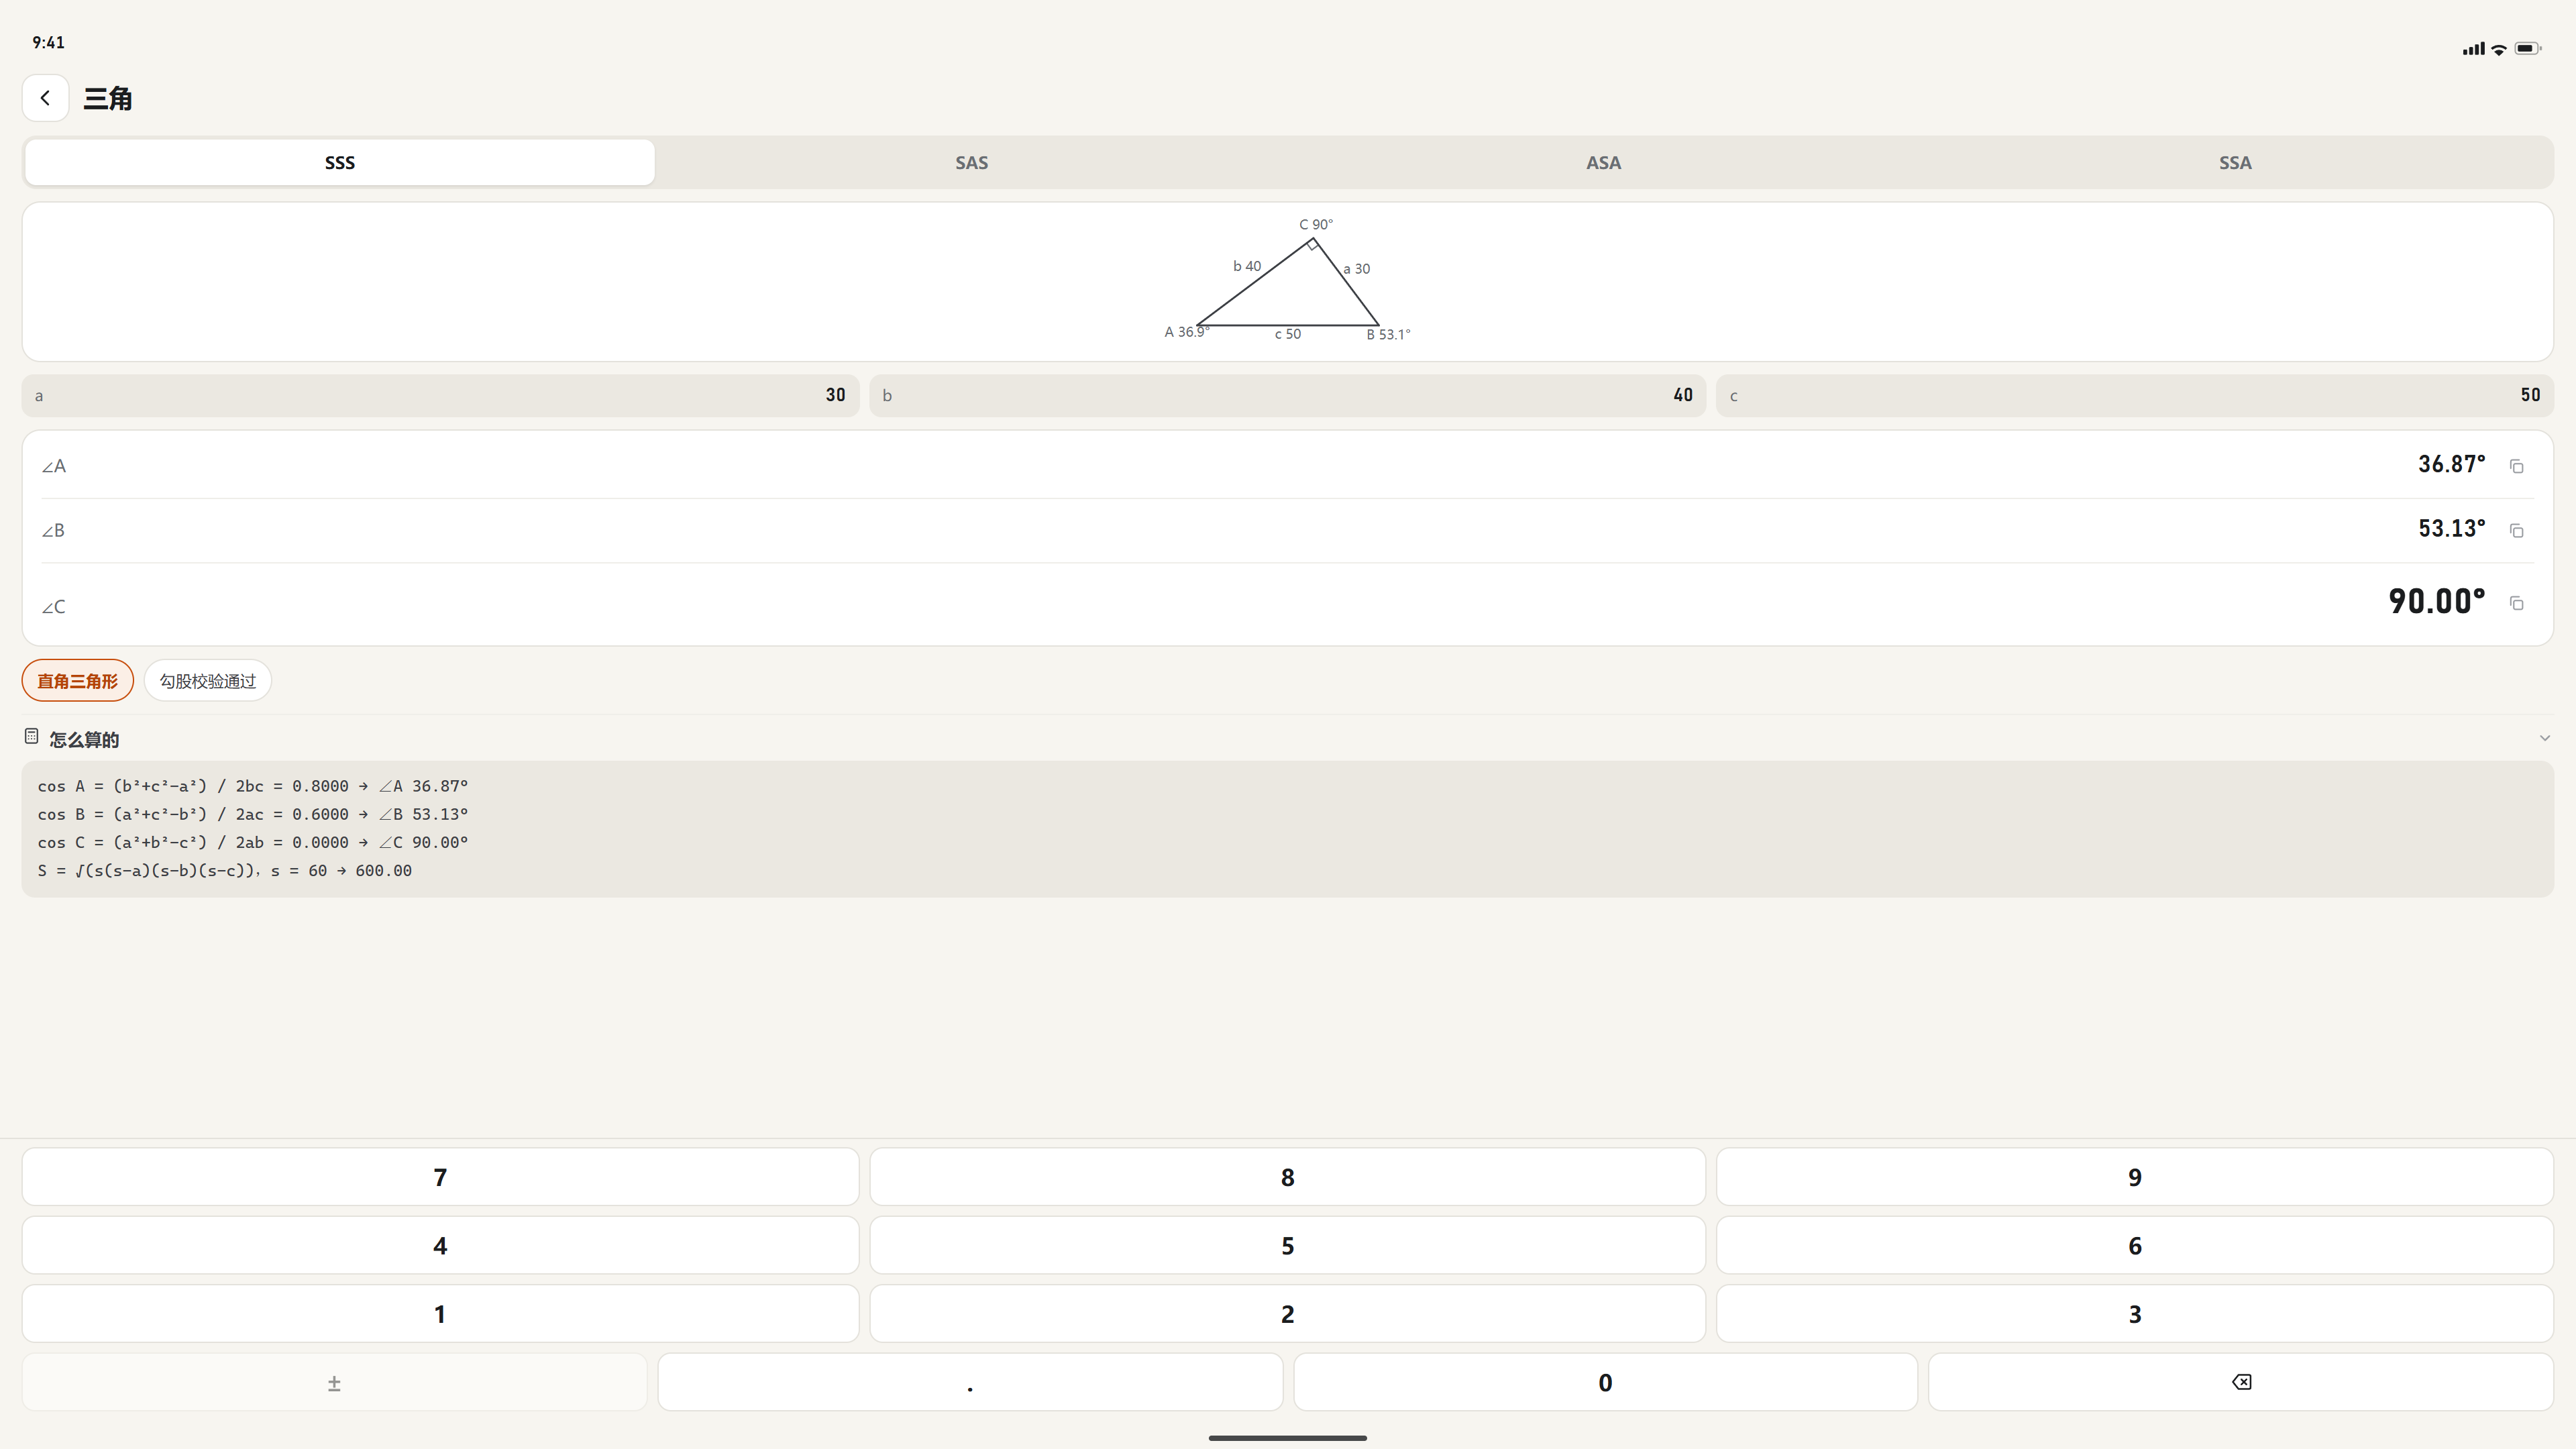 9:41
三角
SSS SAS ASA SSA
C 90°
b 40
a 30
A 36.9°
c 50
B 53.1°
a 30 b 40 c 50
∠A 36.87°
∠B 53.13°
∠C 90.00°
直角三角形 勾股校验通过
怎么算的
cos A = (b²+c²−a²) / 2bc = 0.8000 → ∠A 36.87°
cos B = (a²+c²−b²) / 2ac = 0.6000 → ∠B 53.13°
cos C = (a²+b²−c²) / 2ab = 0.0000 → ∠C 90.00°
S = √(s(s−a)(s−b)(s−c)), s = 60 → 600.00
7 8 9
4 5 6
1 2 3
± . 0